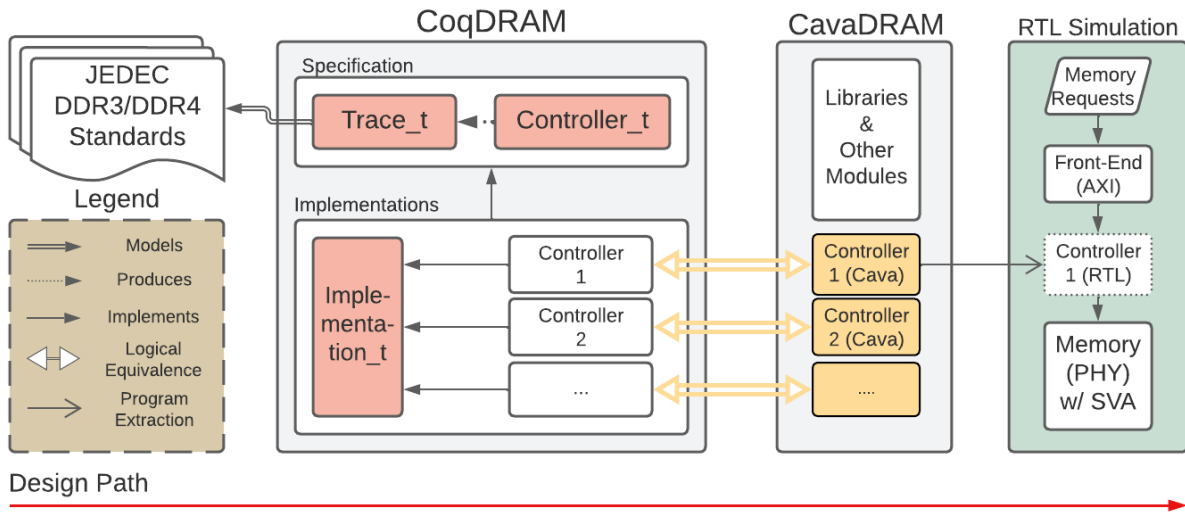 CoqDRAM
CavaDRAM
RTL Simulation
JEDEC
DDR3/DDR4
Standards
Specification
Trace_t
Controller_t
Libraries
&
Other
Modules
Memory
Requests
Front-End
(AXI)
Legend
Models
Produces
Implements
Logical
Equivalence
Program
Extraction
Implementations
Imple-
menta-
tion_t
Controller
1
Controller
2
...
Controller
1 (Cava)
Controller
2 (Cava)
....
Controller
1 (RTL)
Memory
(PHY)
w/ SVA
Design Path